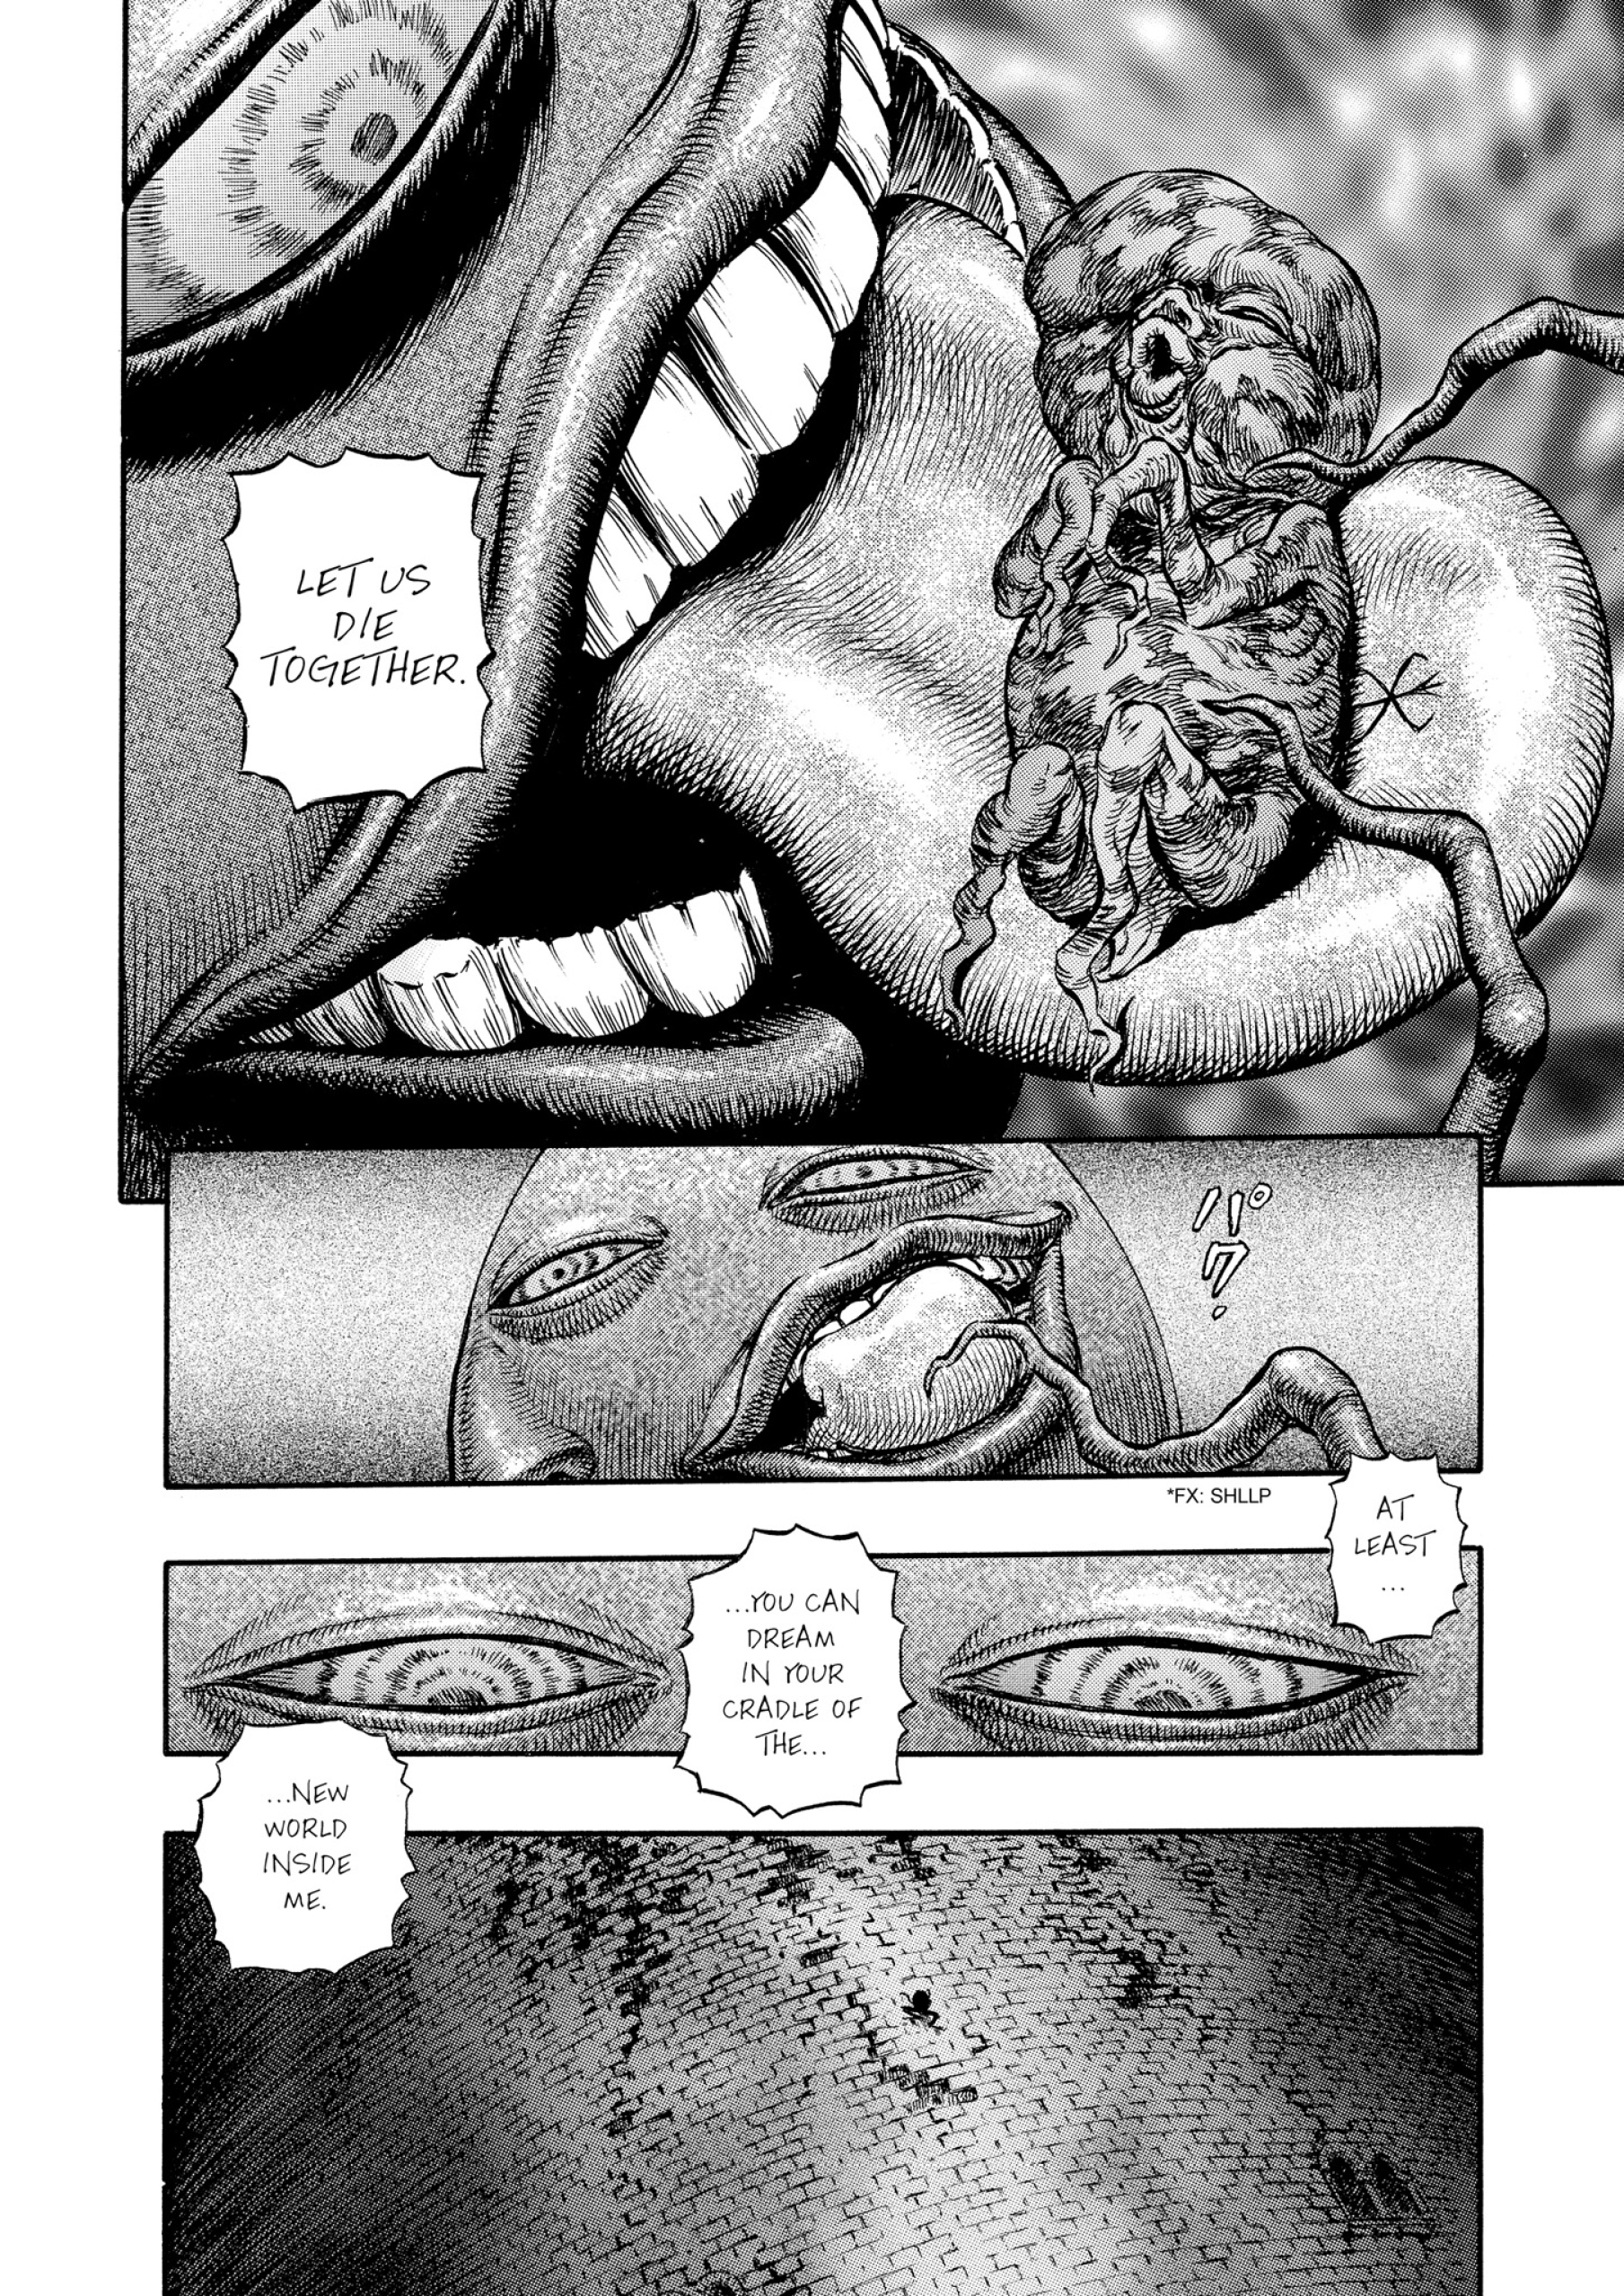 LET US
DIE
TOGETHER.
パク.
*FX: SHLLP
AT
LEAST
...
...YOU CAN
DREAM
IN YOUR
CRADLE OF
THE...
...NEW
WORLD
INSIDE
ME.